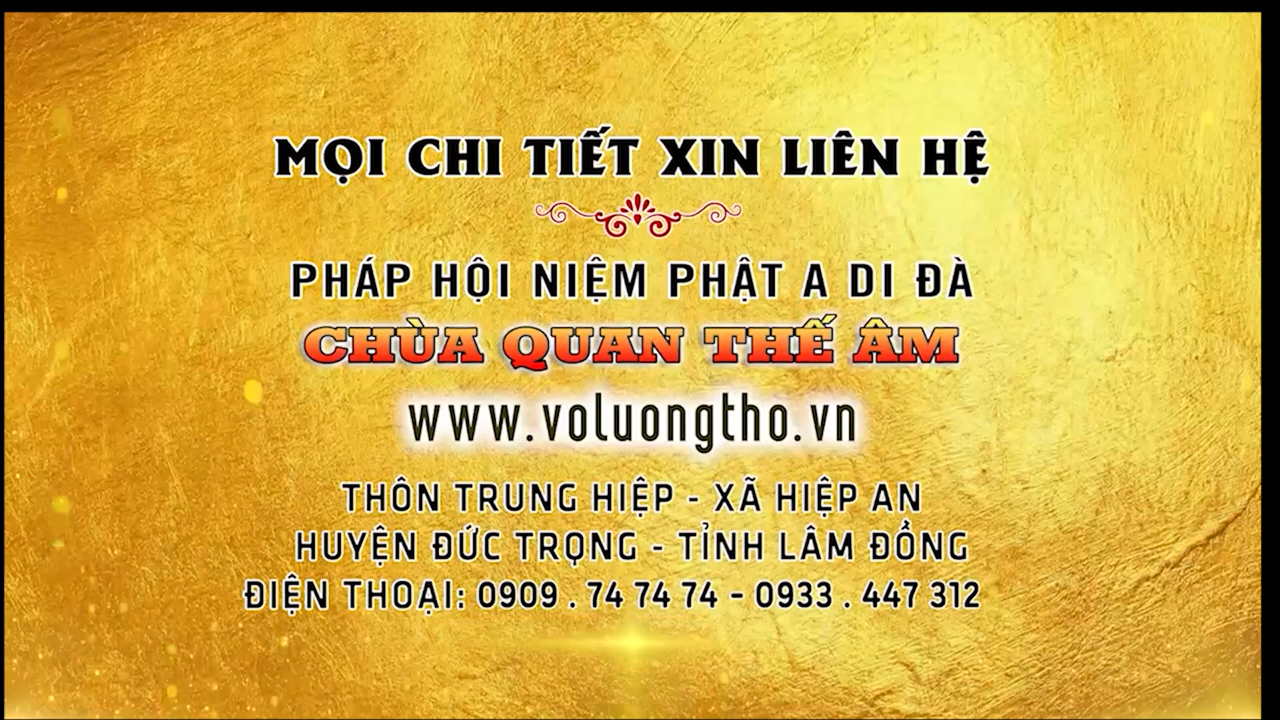 MỌI CHI TIẾT XIN LIÊN HỆ
PHÁP HỘI NIỆM PHẬT A DI ĐÀ
CHÙA QUAN THẾ ÂM
www.voluongtho.vn
THÔN TRUNG HIỆP - XÃ HIỆP AN
HUYỆN ĐỨC TRỌNG - TỈNH LÂM ĐỒNG
ĐIỆN THOẠI: 0909 . 74 74 74 - 0933 . 447 312